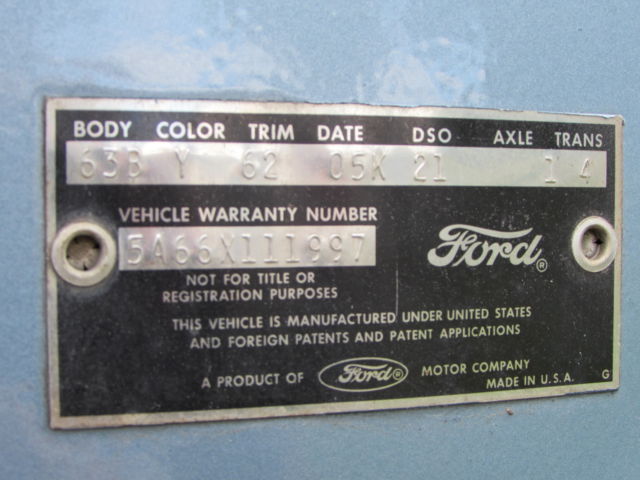 BODY COLOR TRIM DATE DSO AXLE TRANS
63B Y 62 05K 21 1 4
VEHICLE WARRANTY NUMBER
5A66X111997
Ford®
NOT FOR TITLE OR
REGISTRATION PURPOSES
THIS VEHICLE IS MANUFACTURED UNDER UNITED STATES
AND FOREIGN PATENTS AND PATENT APPLICATIONS
A PRODUCT OF Ford® MOTOR COMPANY
MADE IN U.S.A. G